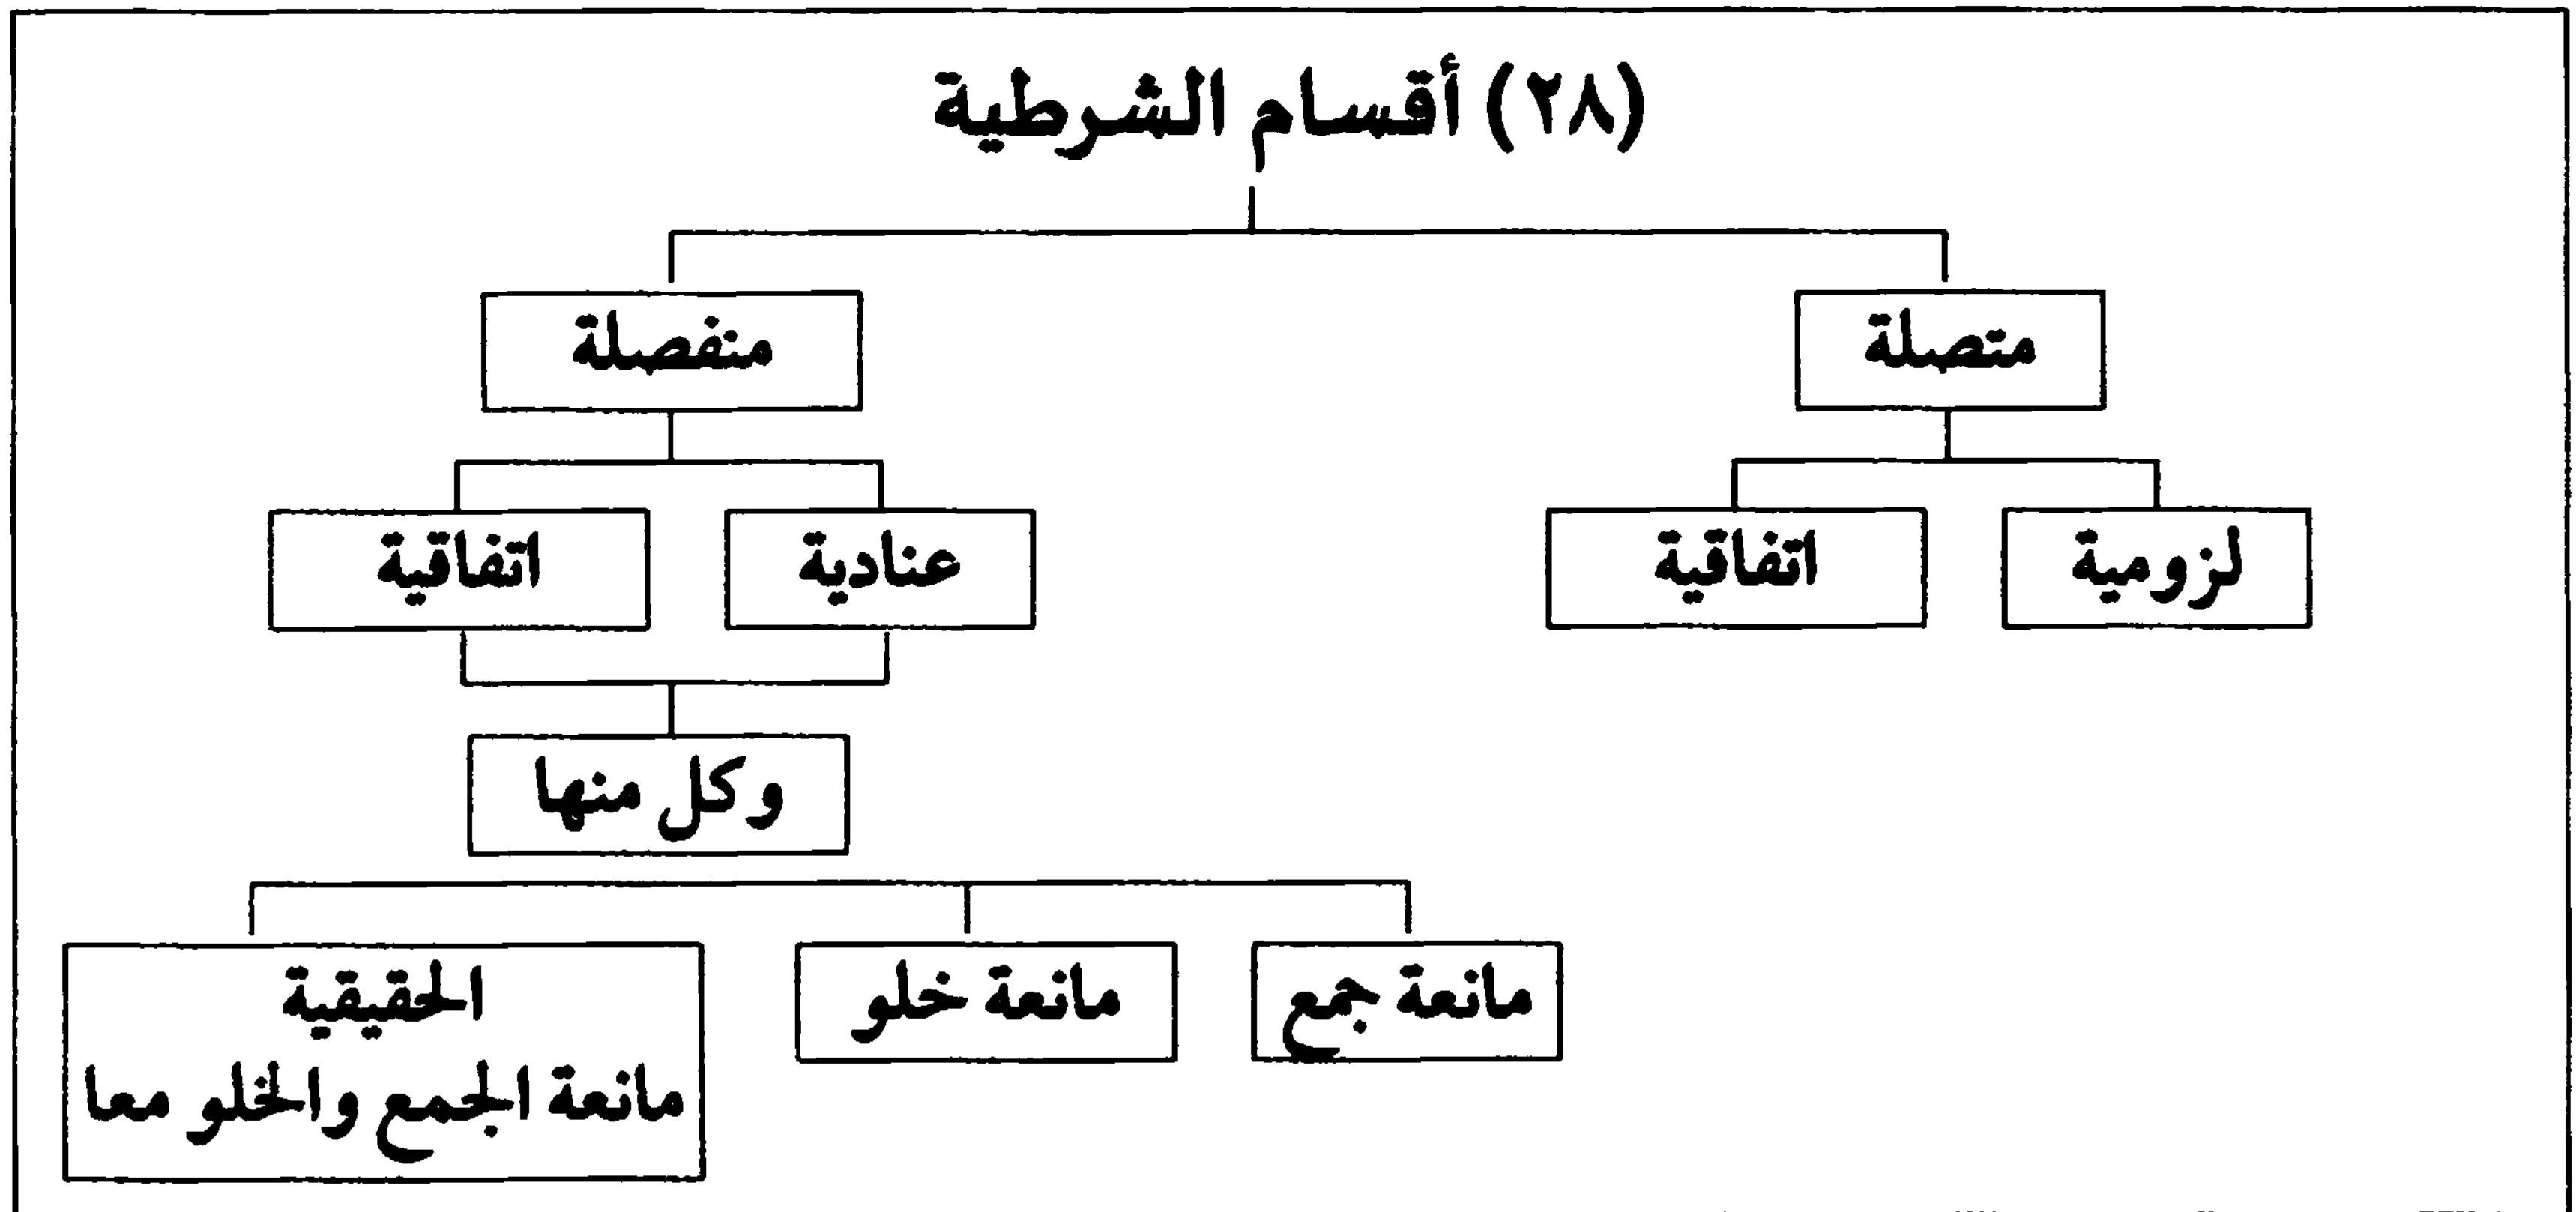 (٢٨) أقسام الشرطية
متصلة
منفصلة
لزومية
اتفاقية
عنادية
اتفاقية
وكل منها
مانعة جمع
مانعة خلو
الحقيقية
مانعة الجمع والخلو معا